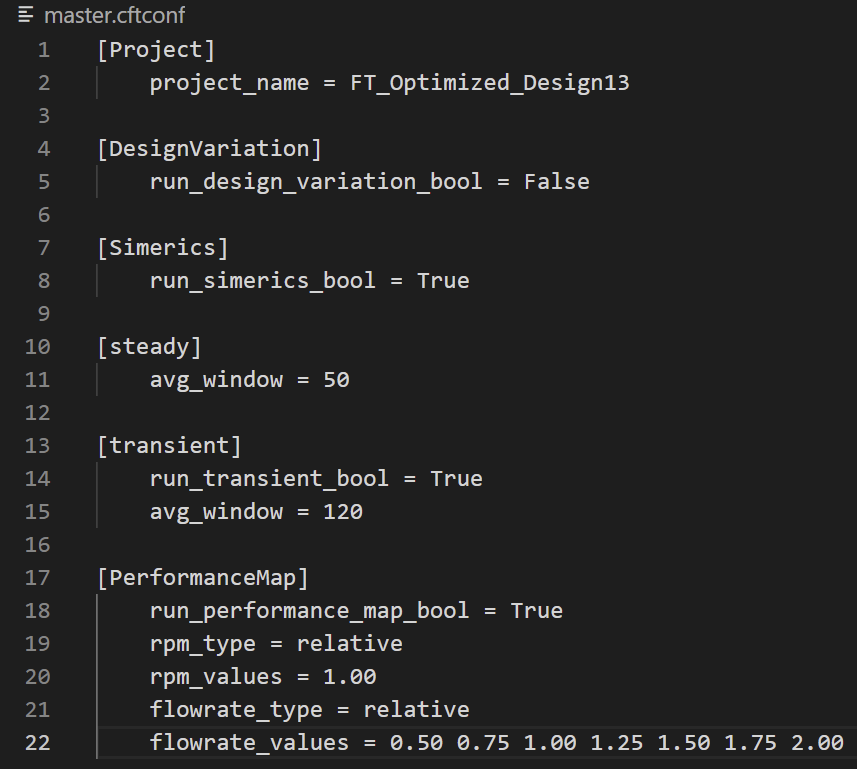 master.cftconf
1 [Project]
2 project_name = FT_Optimized_Design13
3
4 [DesignVariation]
5 run_design_variation_bool = False
6
7 [Simerics]
8 run_simerics_bool = True
9
10 [steady]
11 avg_window = 50
12
13 [transient]
14 run_transient_bool = True
15 avg_window = 120
16
17 [PerformanceMap]
18 run_performance_map_bool = True
19 rpm_type = relative
20 rpm_values = 1.00
21 flowrate_type = relative
22 flowrate_values = 0.50 0.75 1.00 1.25 1.50 1.75 2.00